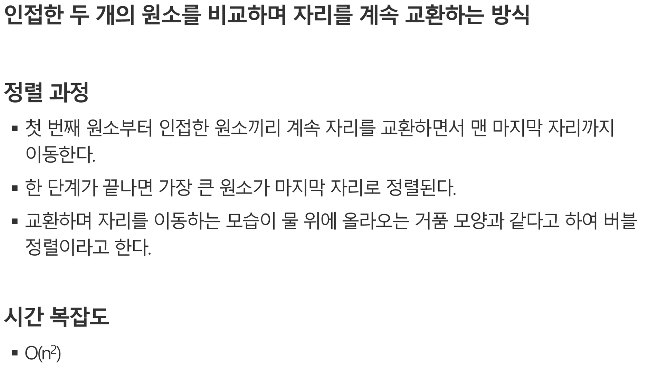 인접한 두 개의 원소를 비교하며 자리를 계속 교환하는 방식
정렬 과정
▪ 첫 번째 원소부터 인접한 원소끼리 계속 자리를 교환하면서 맨 마지막 자리까지
이동한다.
▪ 한 단계가 끝나면 가장 큰 원소가 마지막 자리로 정렬된다.
▪ 교환하며 자리를 이동하는 모습이 물 위에 올라오는 거품 모양과 같다고 하여 버블
정렬이라고 한다.
시간 복잡도
▪ O(n²)